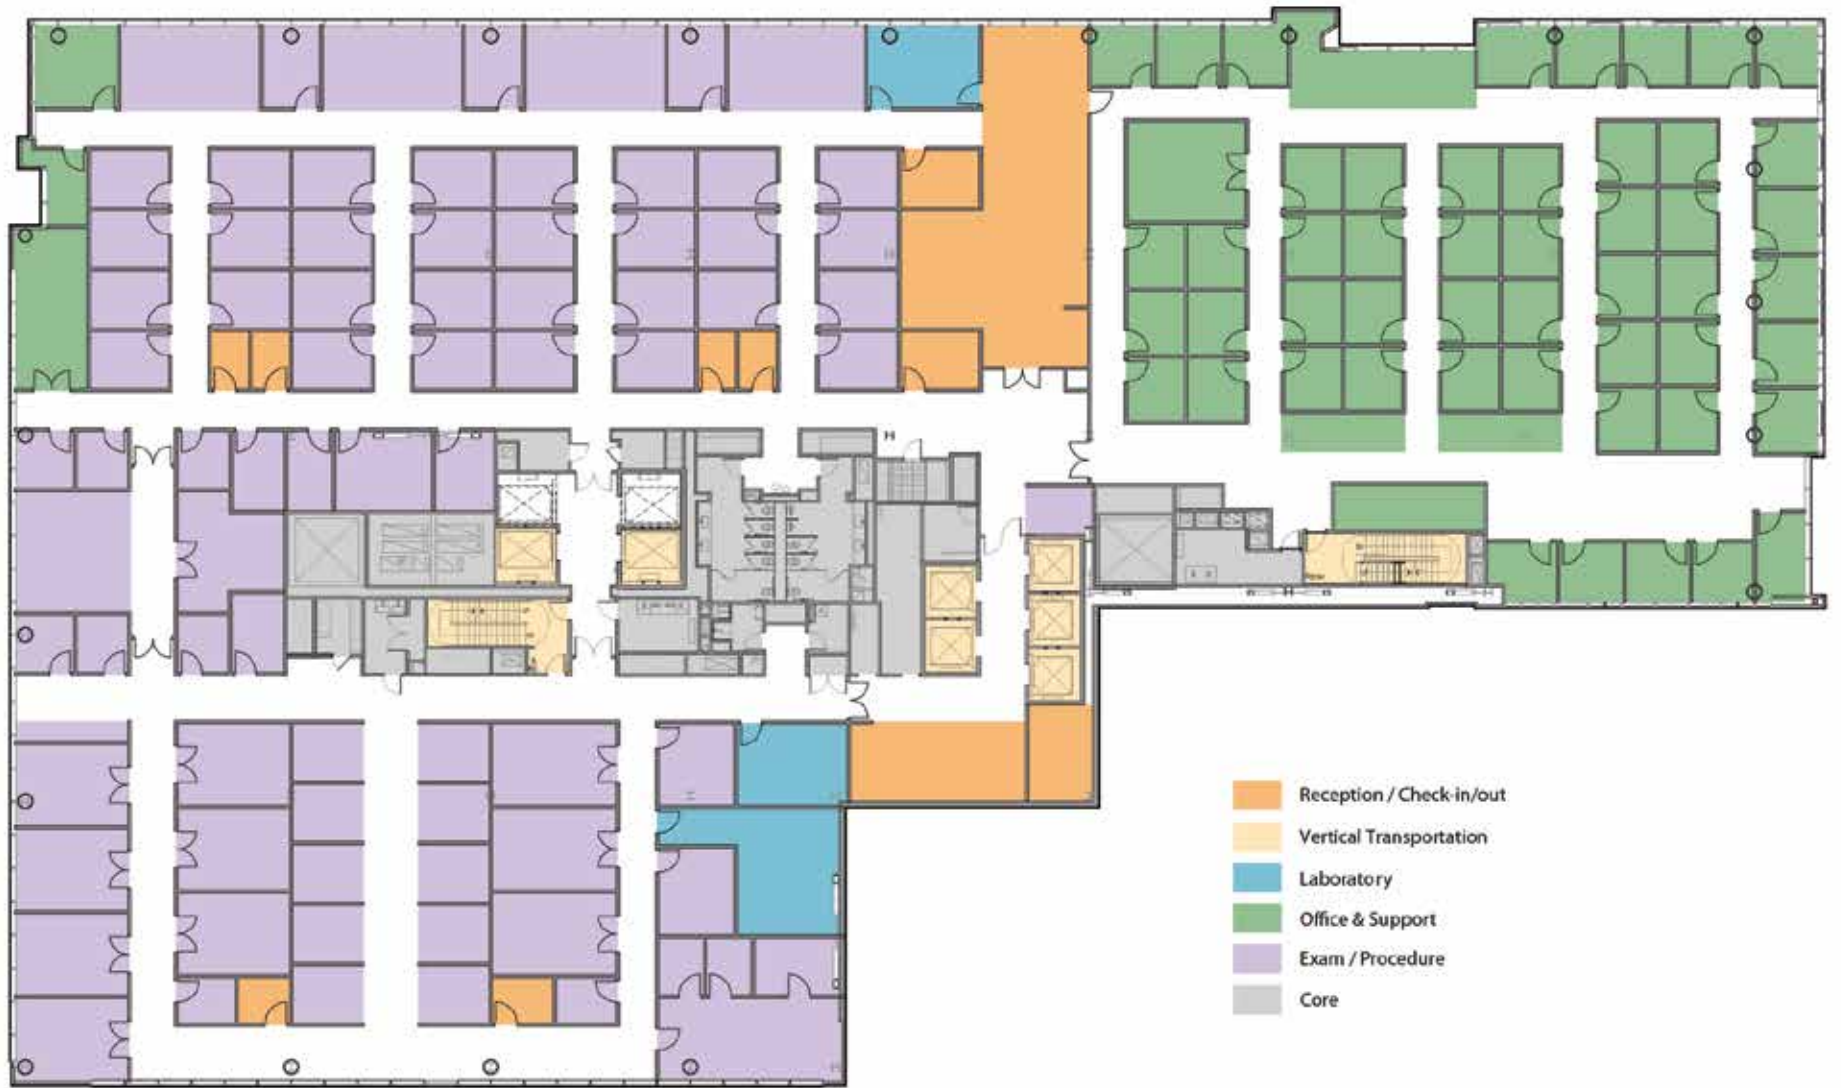 Reception / Check-in/out
Vertical Transportation
Laboratory
Office & Support
Exam / Procedure
Core